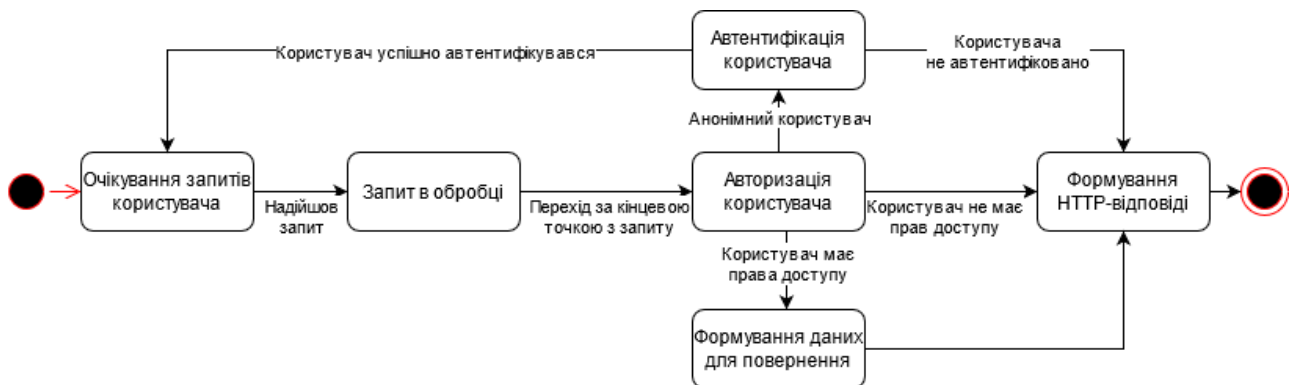 Автентифікація
користувача
Користувач успішно автентифікувався
Користувача
не автентифіковано
Анонімний користувач
Очікування запитів
користувача
Надійшов
запит
Запит в обробці
Перехід за кінцевою
точкою з запиту
Авторизація
користувача
Користувач не має
прав доступу
Формування
HTTP-відповіді
Користувач має
права доступу
Формування даних
для повернення